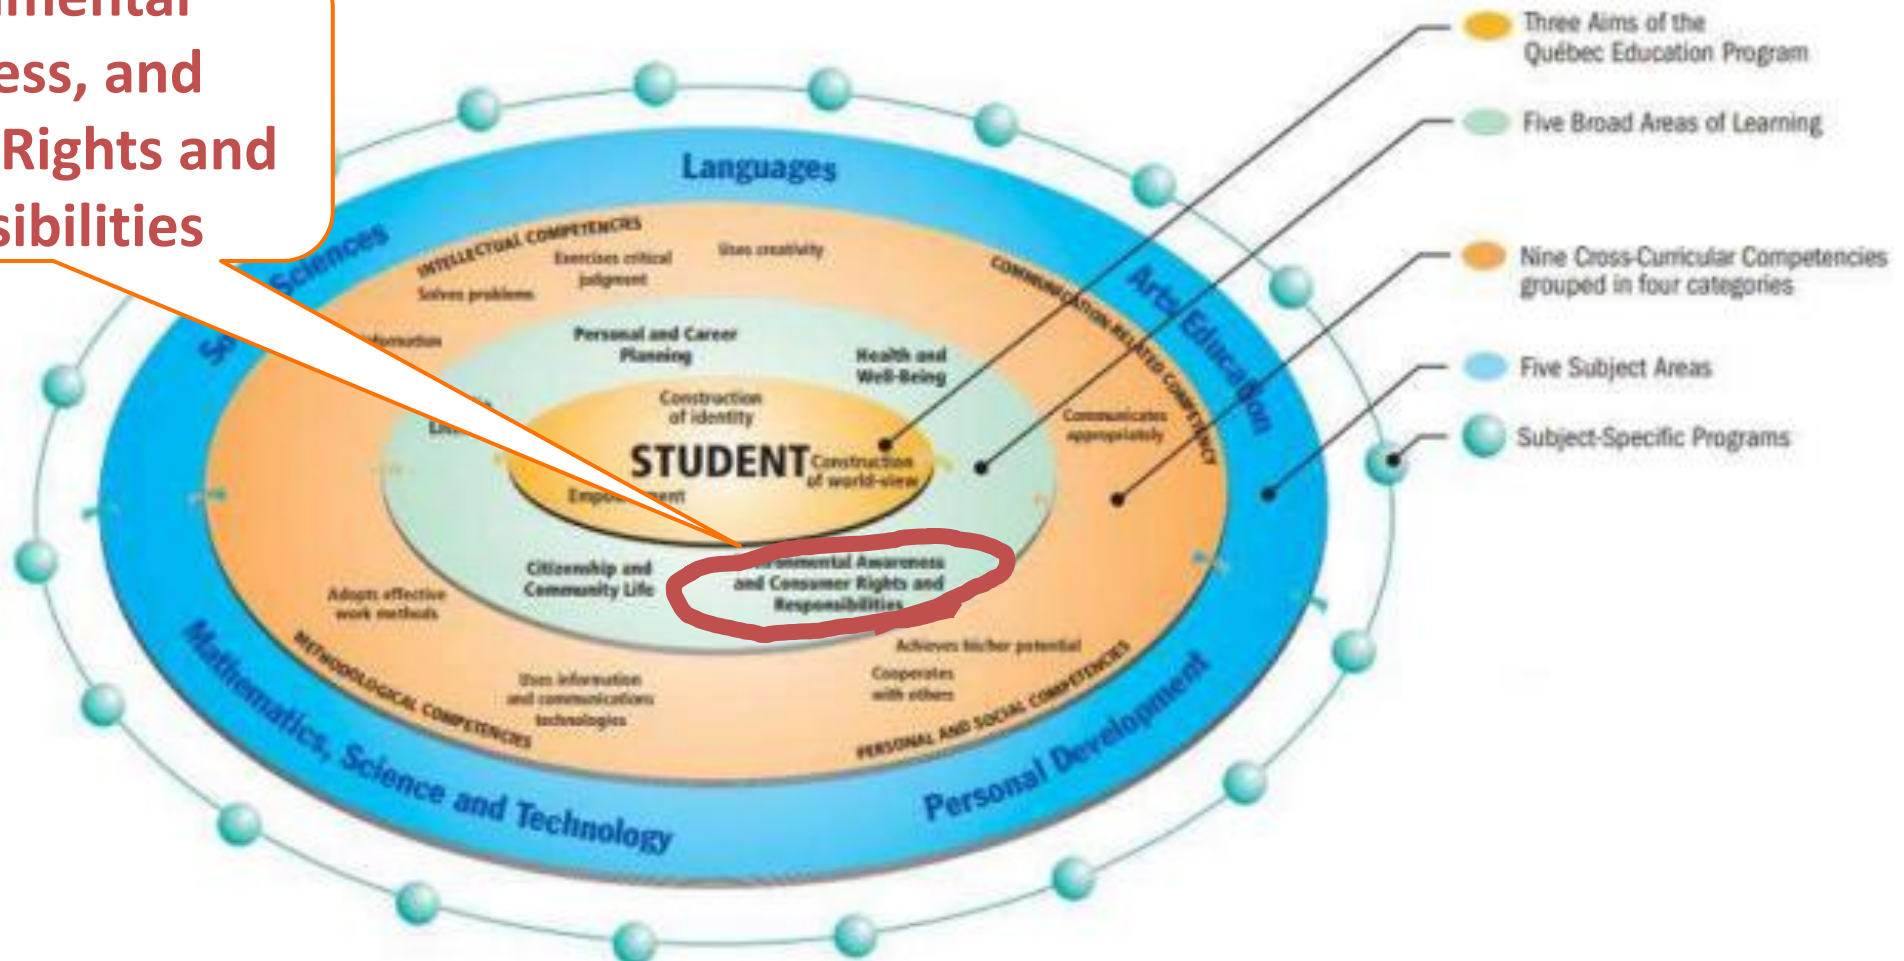 ess, and
Rights and
sibilities
Three Aims of the
Québec Education Program
Five Broad Areas of Learning
Nine Cross-Curricular Competencies
grouped in four categories
Five Subject Areas
Subject-Specific Programs
Languages
Sciences
Arts Education
INTELLECTUAL COMPETENCIES
Exercises critical
judgment
Uses creativity
Solves problems
COMMUNICATION-RELATED COMPETENCY
Communicates
appropriately
Personal and Career
Planning
Health and
Well-Being
Construction
of identity
STUDENT
Construction
of world-view
Citizenship and
Community Life
Awareness
and Consumer Rights and
Responsibilities
Adopts effective
work methods
METHODOLOGICAL COMPETENCIES
Uses information
and communications
technologies
Achieves his/her potential
Cooperates
with others
PERSONAL AND SOCIAL COMPETENCIES
Mathematics, Science and Technology
Personal Development